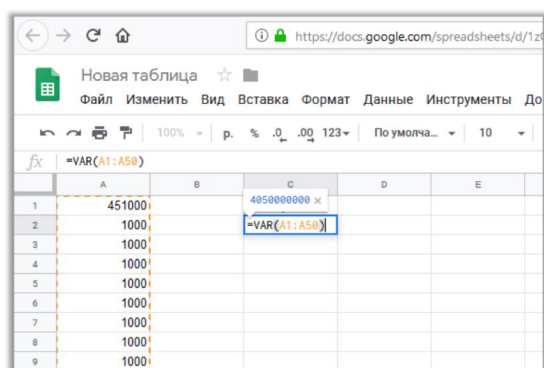 https://docs.google.com/spreadsheets/d/1z
Новая таблица
Файл Изменить Вид Вставка Формат Данные Инструменты До
100% р. % .0 .00 123 По умолча... 10
fx =VAR(A1:A50)
A B C D E
1 451000 4050000000 ×
2 1000 =VAR(A1:A50)
3 1000
4 1000
5 1000
6 1000
7 1000
8 1000
9 1000